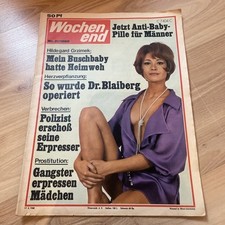 50 Pf
Wochen
end
Jetzt Anti-Baby-
Pille für Männer
Hildegard Grzimek:
Mein Buschbaby
hatte Heimweh
Herzverpflanzung:
So wurde Dr. Blaiberg
operiert
Verbrechen:
Polizist
erschoß
seine
Erpresser
Prostitution:
Gangster
erpressen
Mädchen